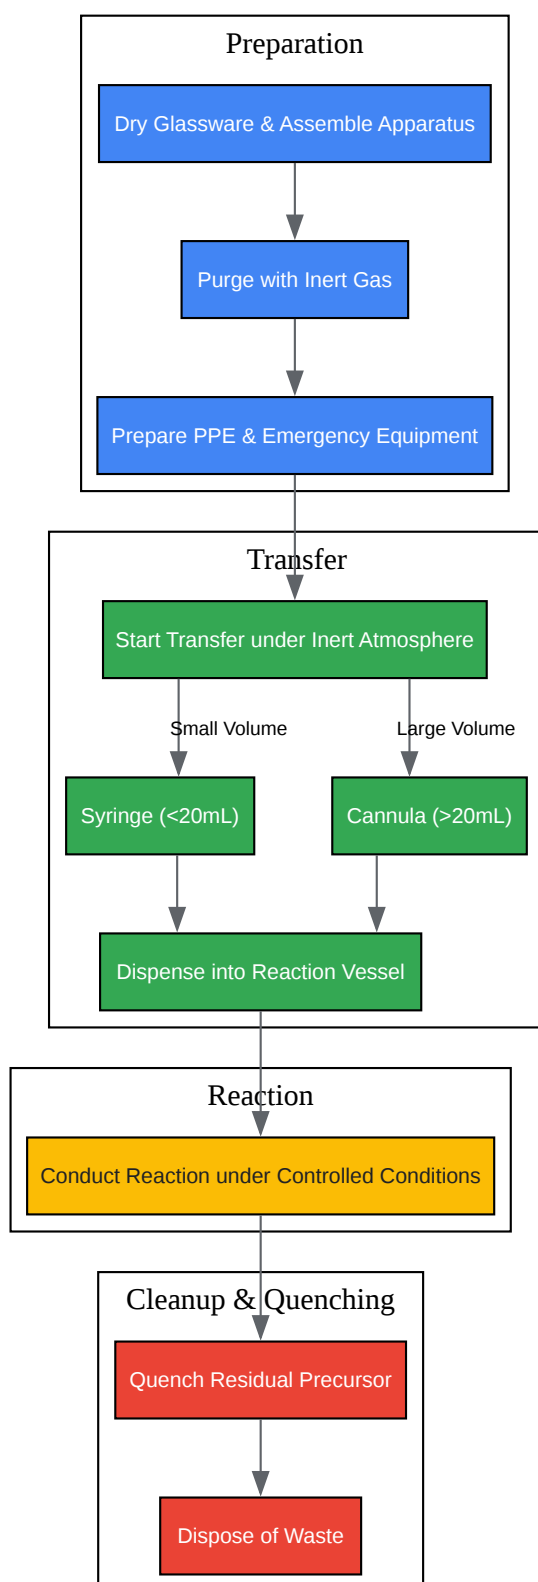 Preparation
Dry Glassware & Assemble Apparatus
Purge with Inert Gas
Prepare PPE & Emergency Equipment
Transfer
Start Transfer under Inert Atmosphere
Small Volume
Large Volume
Syringe (<20mL)
Cannula (>20mL)
Dispense into Reaction Vessel
Reaction
Conduct Reaction under Controlled Conditions
Cleanup & Quenching
Quench Residual Precursor
Dispose of Waste